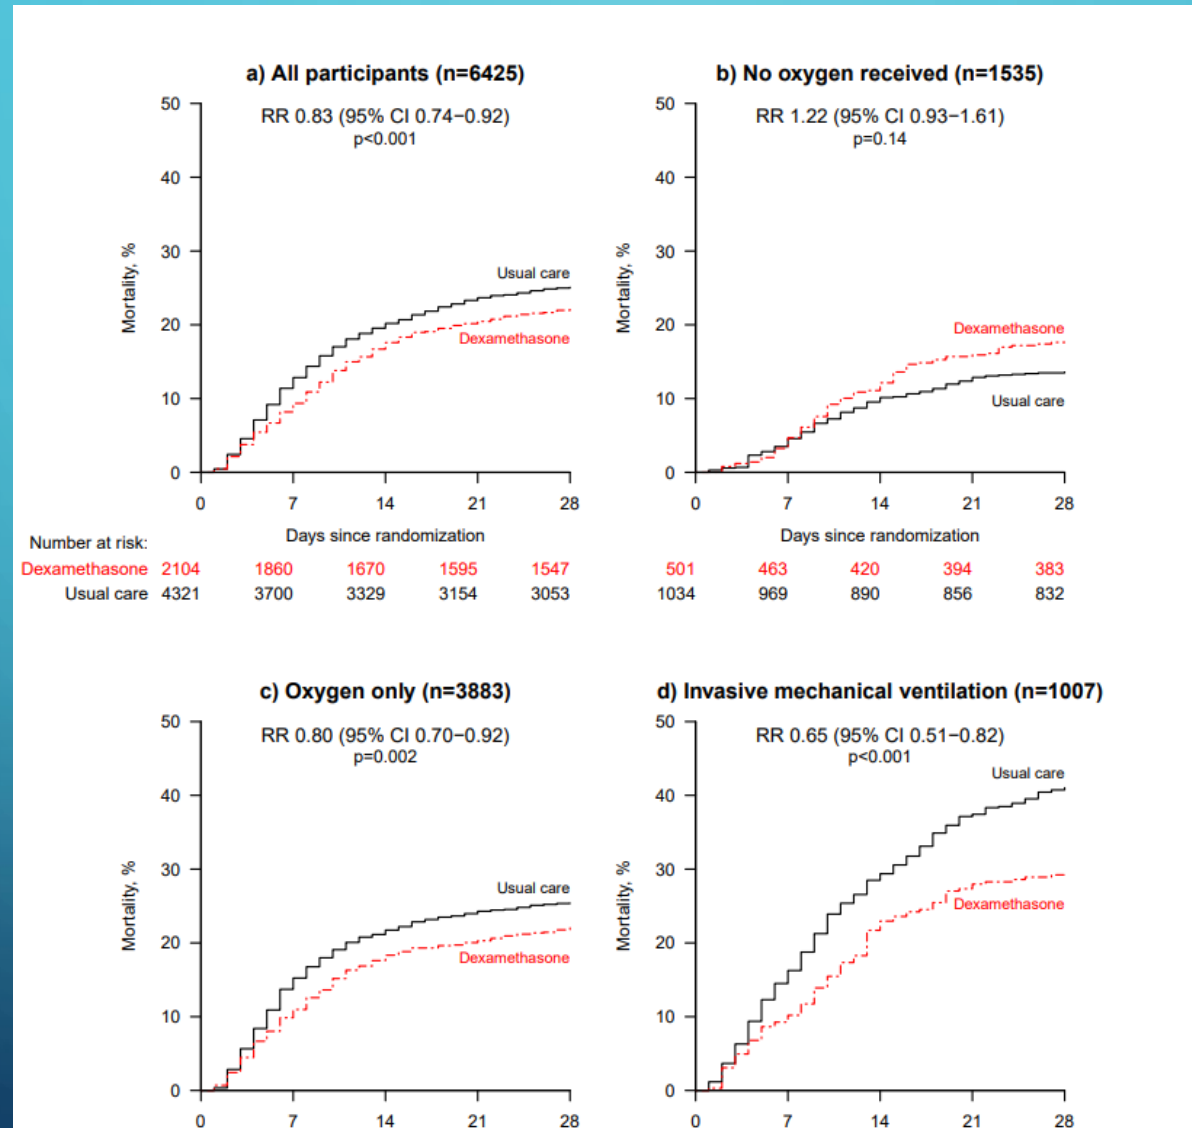 a) All participants (n=6425)
RR 0.83 (95% CI 0.74−0.92)
p<0.001
50
40
30
20
10
0
Mortality, %
Usual care
Dexamethasone
0 7 14 21 28
Days since randomization
Number at risk:
Dexamethasone 2104 1860 1670 1595 1547
Usual care 4321 3700 3329 3154 3053
b) No oxygen received (n=1535)
RR 1.22 (95% CI 0.93−1.61)
p=0.14
50
40
30
20
10
0
Mortality, %
Dexamethasone
Usual care
0 7 14 21 28
Days since randomization
501 463 420 394 383
1034 969 890 856 832
c) Oxygen only (n=3883)
RR 0.80 (95% CI 0.70−0.92)
p=0.002
50
40
30
20
10
0
Mortality, %
Usual care
Dexamethasone
0 7 14 21 28
d) Invasive mechanical ventilation (n=1007)
RR 0.65 (95% CI 0.51−0.82)
p<0.001
50
40
30
20
10
0
Mortality, %
Usual care
Dexamethasone
0 7 14 21 28